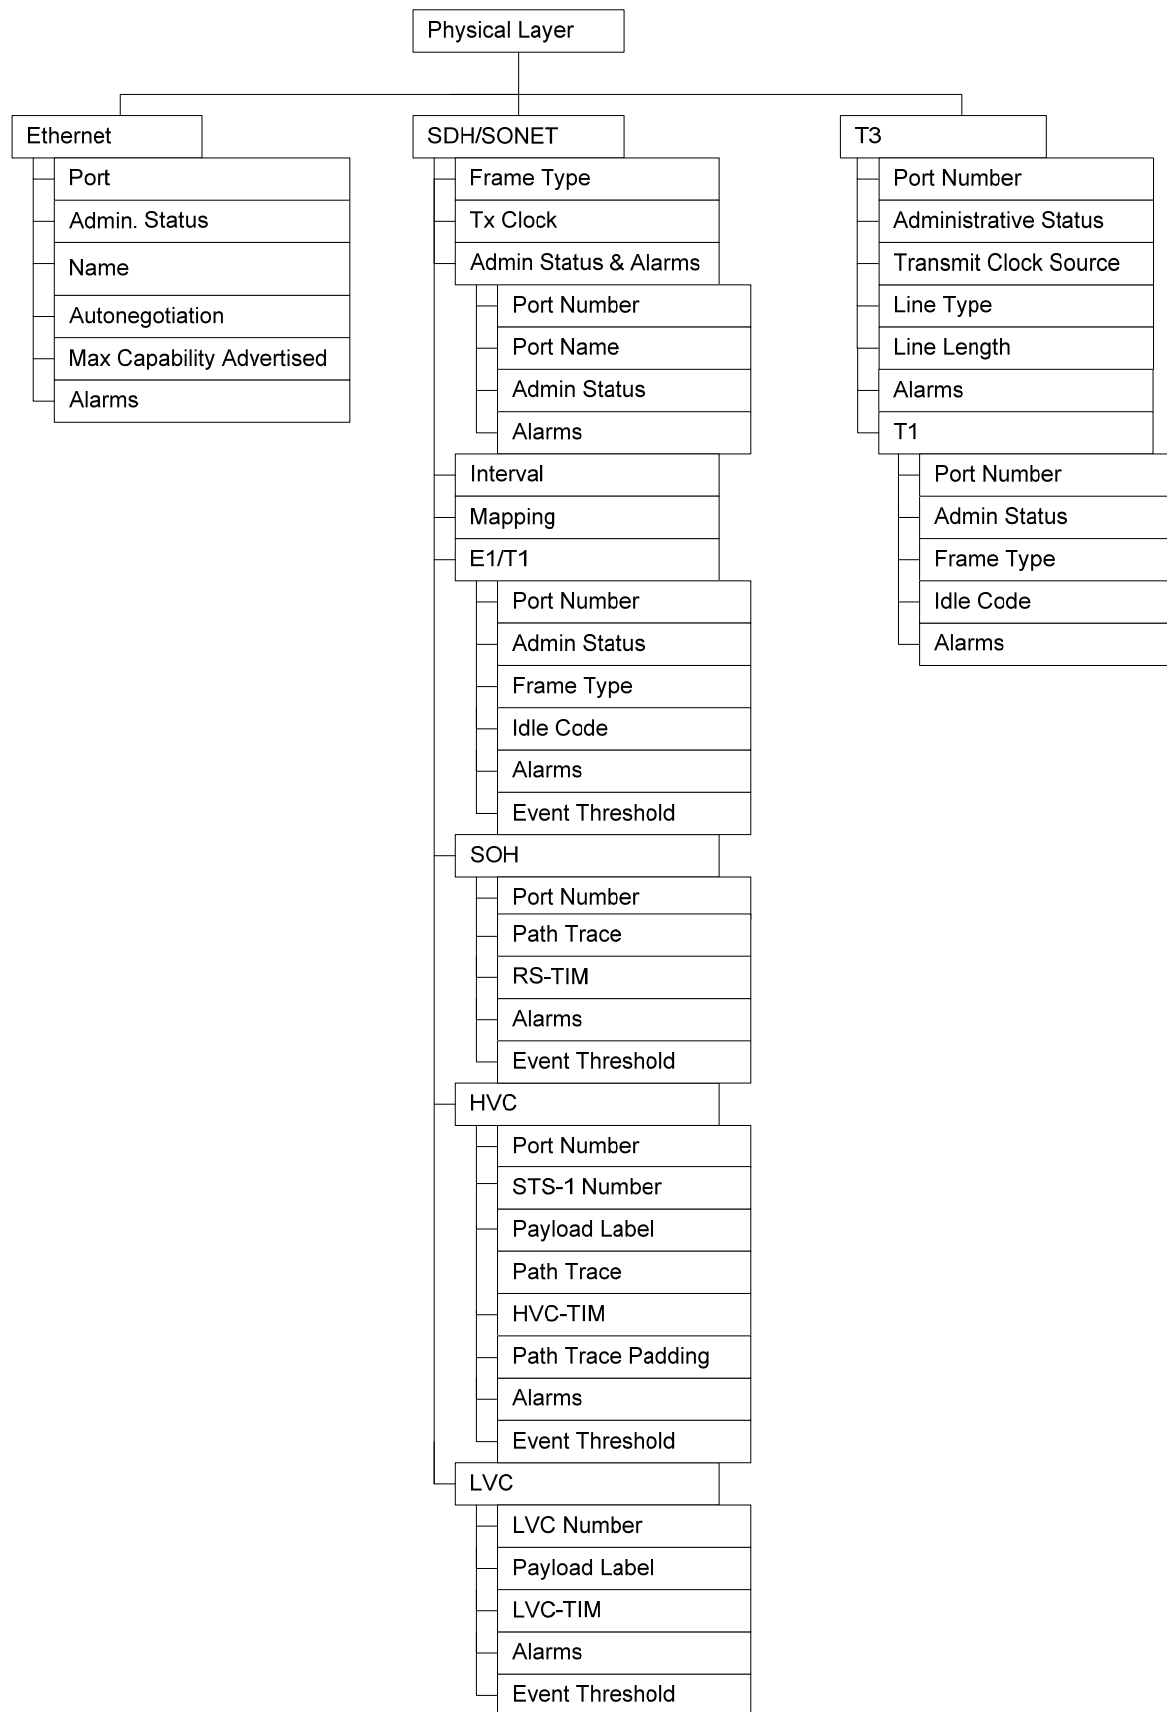 Physical Layer
Ethernet
Port
Admin. Status
Name
Autonegotiation
Max Capability Advertised
Alarms
SDH/SONET
Frame Type
Tx Clock
Admin Status & Alarms
Port Number
Port Name
Admin Status
Alarms
Interval
Mapping
E1/T1
Port Number
Admin Status
Frame Type
Idle Code
Alarms
Event Threshold
SOH
Port Number
Path Trace
RS-TIM
Alarms
Event Threshold
HVC
Port Number
STS-1 Number
Payload Label
Path Trace
HVC-TIM
Path Trace Padding
Alarms
Event Threshold
LVC
LVC Number
Payload Label
LVC-TIM
Alarms
Event Threshold
T3
Port Number
Administrative Status
Transmit Clock Source
Line Type
Line Length
Alarms
T1
Port Number
Admin Status
Frame Type
Idle Code
Alarms